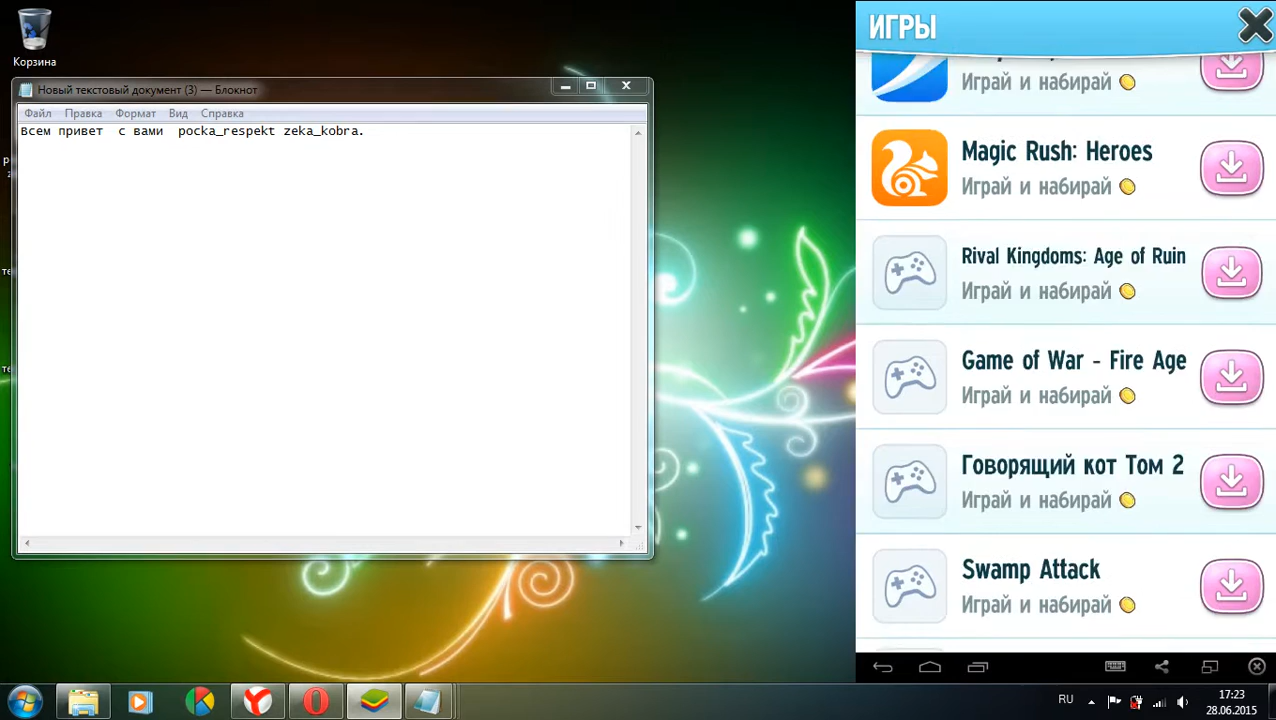 Корзина
Новый текстовый документ (3) — Блокнот
Файл Правка Формат Вид Справка
Всем привет с вами pocka_respekt zeka_kobra.
ИГРЫ
Играй и набирай
Magic Rush: Heroes
Играй и набирай
Rival Kingdoms: Age of Ruin
Играй и набирай
Game of War - Fire Age
Играй и набирай
Говорящий кот Том 2
Играй и набирай
Swamp Attack
Играй и набирай
RU
17:23
28.06.2015